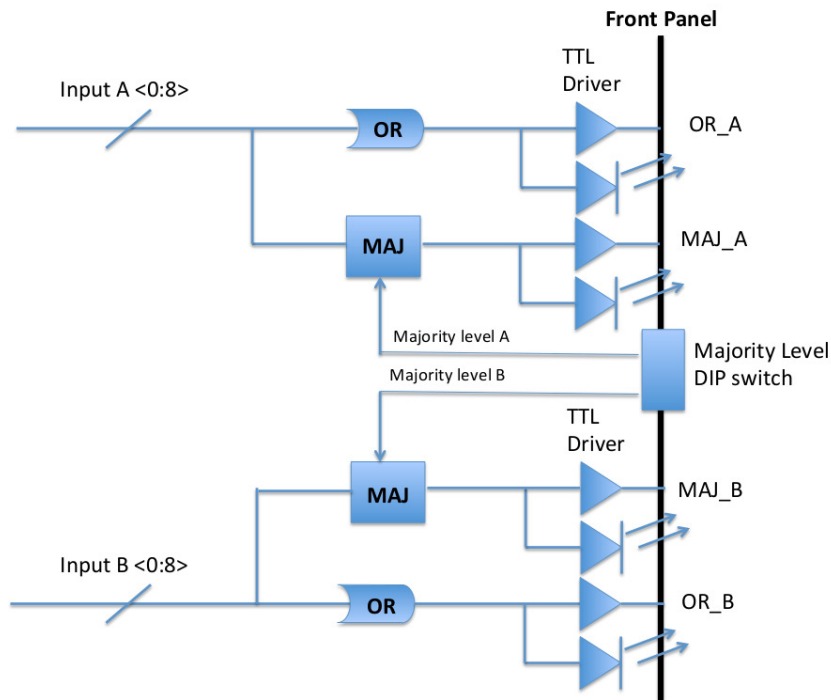 Front Panel
TTL
Driver
Input A <0:8>
OR
OR_A
MAJ
MAJ_A
Majority level A
Majority Level
DIP switch
Majority level B
TTL
Driver
MAJ
MAJ_B
Input B <0:8>
OR
OR_B